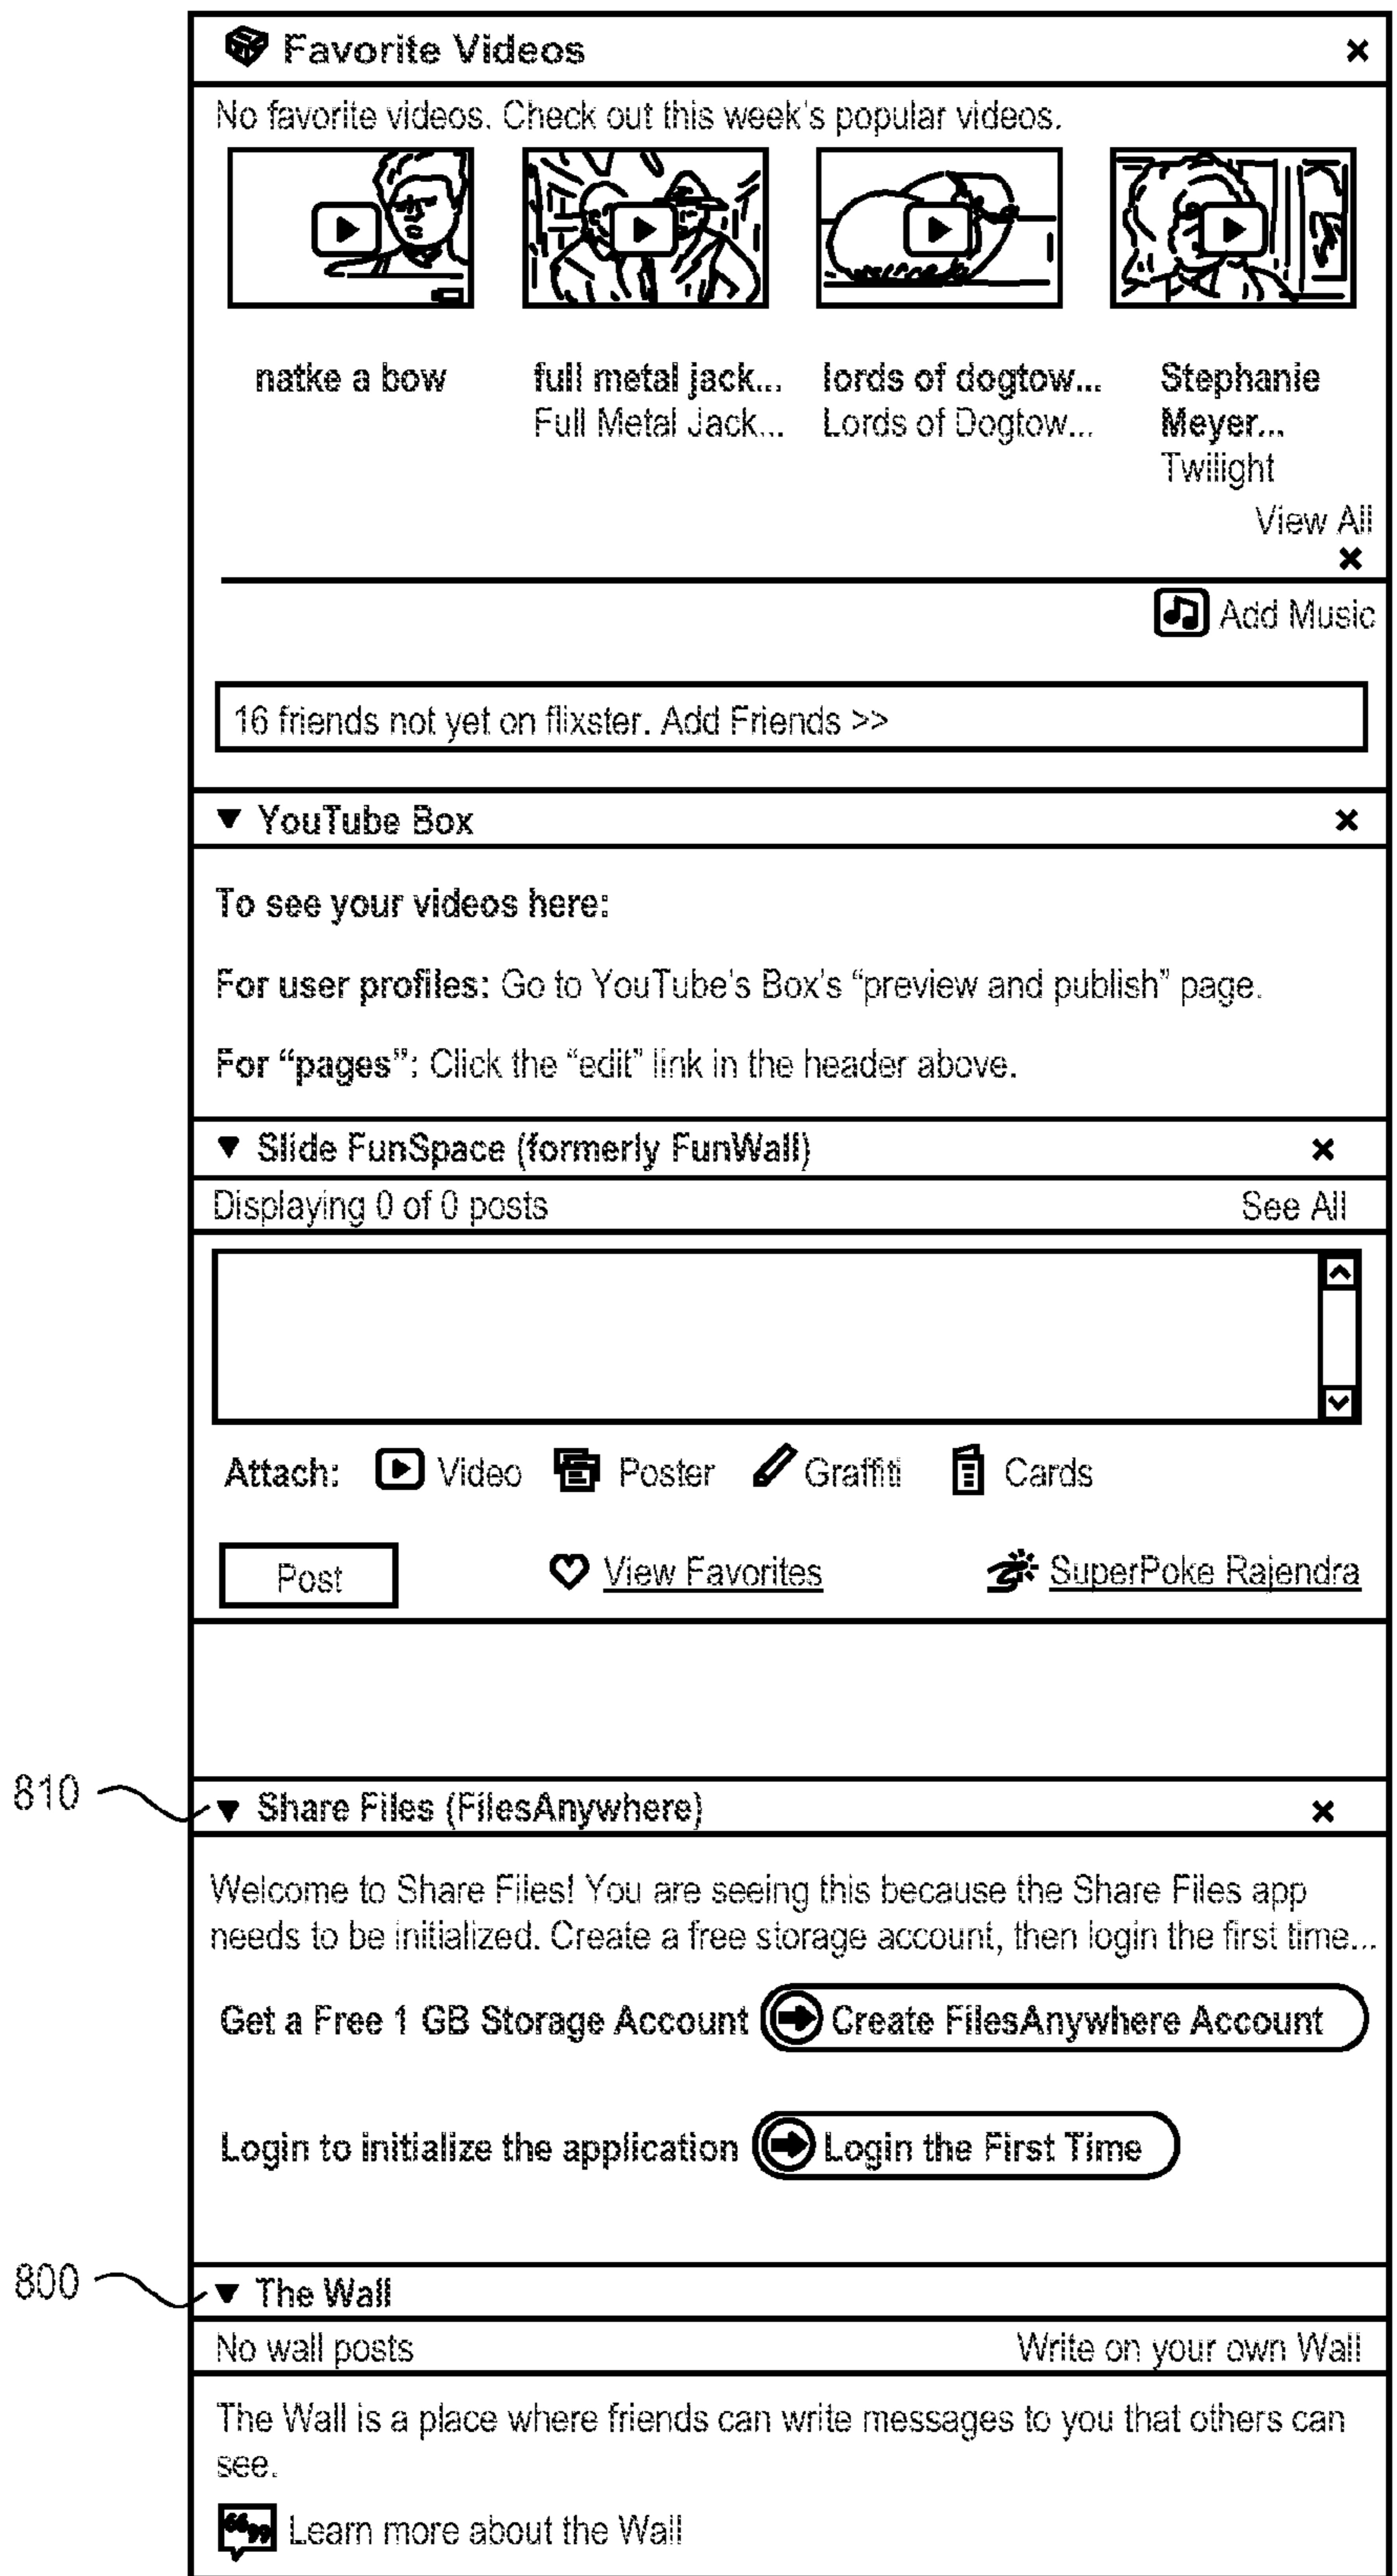 Favorite Videos
No favorite videos. Check out this week's popular videos.
natke a bow
full metal jack...
Full Metal Jack...
lords of dogtow...
Lords of Dogtow...
Stephanie
Meyer...
Twilight
View All
Add Music
16 friends not yet on flixster. Add Friends >>
YouTube Box
To see your videos here:
For user profiles: Go to YouTube's Box's “preview and publish” page.
For “pages”: Click the “edit” link in the header above.
Slide FunSpace (formerly FunWall)
Displaying 0 of 0 posts See All
Attach: Video Poster Graffiti Cards
Post View Favorites SuperPoke Rajendra
810
Share Files (FilesAnywhere)
Welcome to Share Files! You are seeing this because the Share Files app
needs to be initialized. Create a free storage account, then login the first time...
Get a Free 1 GB Storage Account Create FilesAnywhere Account
Login to initialize the application Login the First Time
800
The Wall
No wall posts Write on your own Wall
The Wall is a place where friends can write messages to you that others can
see.
Learn more about the Wall